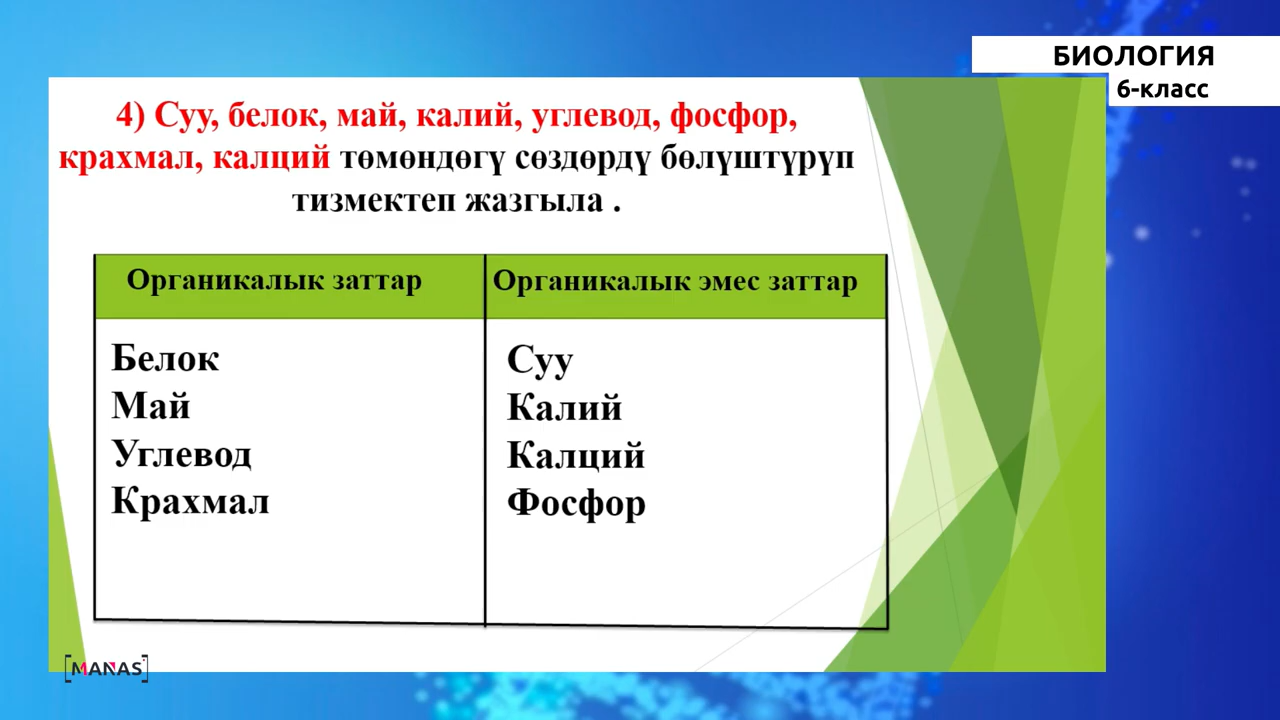 БИОЛОГИЯ
6-класс
4) Суу, белок, май, калий, углевод, фосфор,
крахмал, калций төмөндөгү сөздөрдү бөлүштүрүп
тизмектеп жазгыла .
Органикалык заттар
Органикалык эмес заттар
Белок
Май
Углевод
Крахмал
Суу
Калий
Калций
Фосфор
[MANAS]